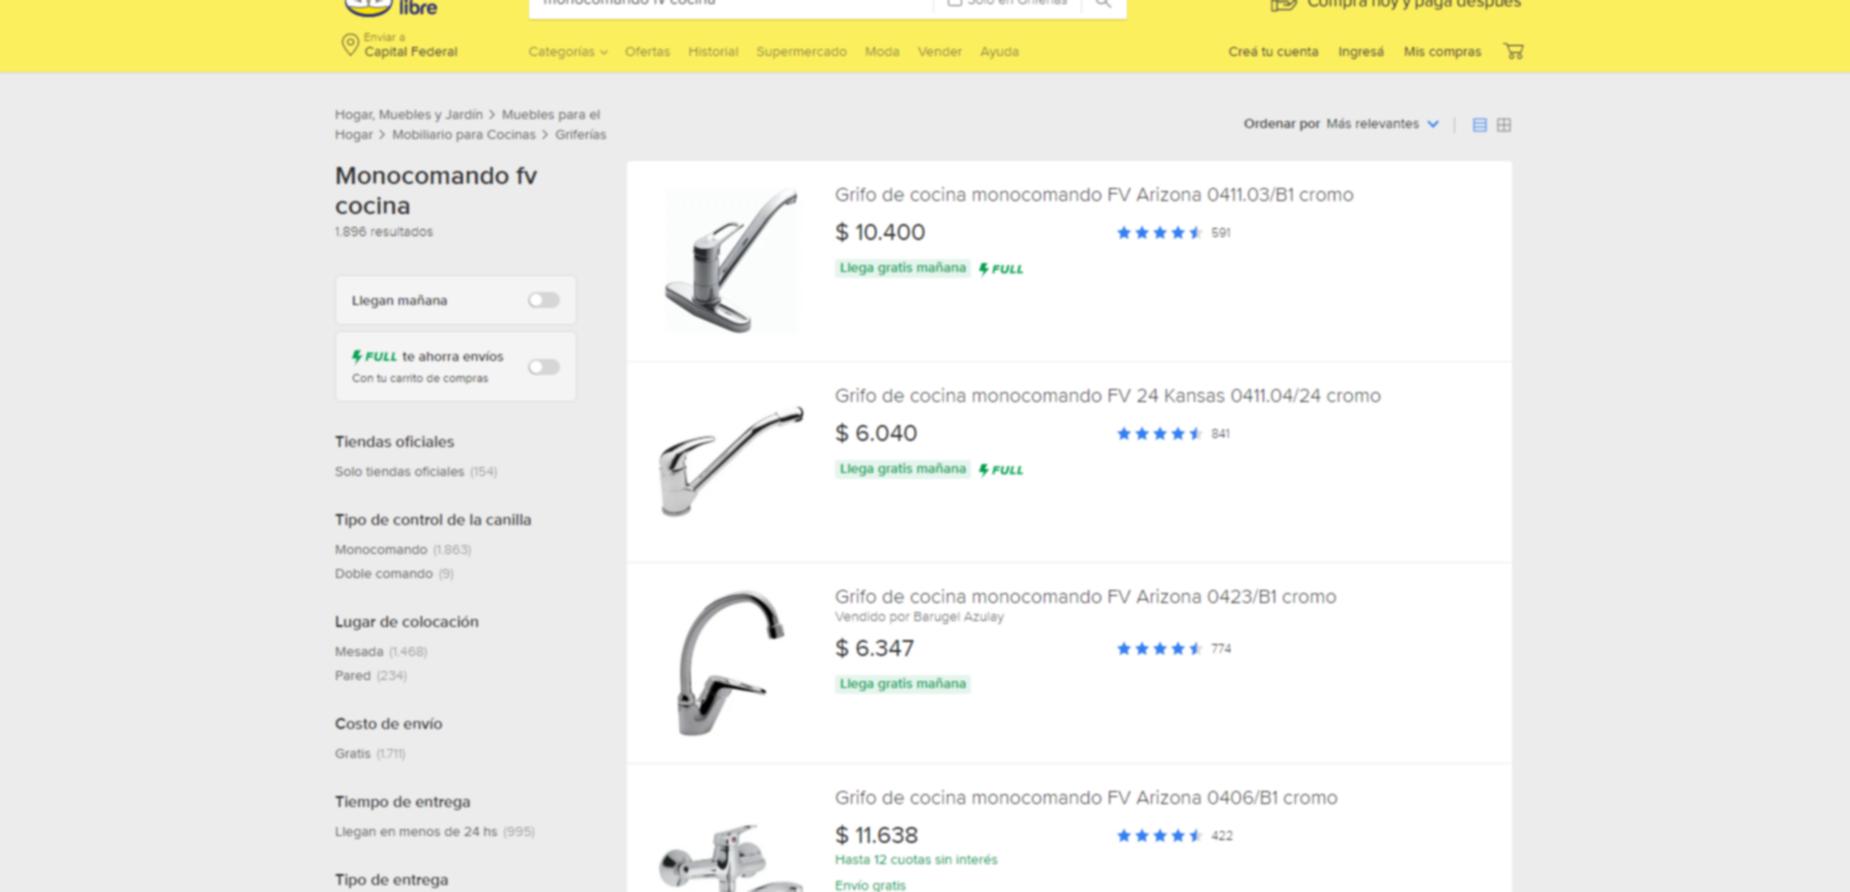 libre
monocomando fv cocina
Solo en Griferías
Compra hoy y paga después
Enviar a
Capital Federal
Categorías Ofertas Historial Supermercado Moda Vender Ayuda
Creá tu cuenta Ingresá Mis compras
Hogar, Muebles y Jardín > Muebles para el
Hogar > Mobiliario para Cocinas > Griferías
Ordenar por Más relevantes
Monocomando fv
cocina
1.896 resultados
Llegan mañana
FULL te ahorra envíos
Con tu carrito de compras
Tiendas oficiales
Solo tiendas oficiales (154)
Tipo de control de la canilla
Monocomando (1.863)
Doble comando (9)
Lugar de colocación
Mesada (1.468)
Pared (234)
Costo de envío
Gratis (1.711)
Tiempo de entrega
Llegan en menos de 24 hs (995)
Tipo de entrega
Grifo de cocina monocomando FV Arizona 0411.03/B1 cromo
$ 10.400 591
Llega gratis mañana FULL
Grifo de cocina monocomando FV 24 Kansas 0411.04/24 cromo
$ 6.040 841
Llega gratis mañana FULL
Grifo de cocina monocomando FV Arizona 0423/B1 cromo
Vendido por Barugel Azulay
$ 6.347 774
Llega gratis mañana
Grifo de cocina monocomando FV Arizona 0406/B1 cromo
$ 11.638 422
Hasta 12 cuotas sin interés
Envío gratis